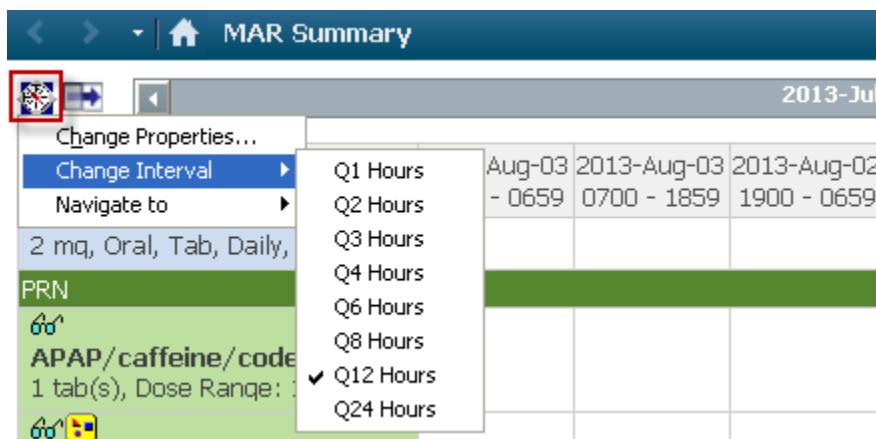 MAR Summary
2013-Jul
Change Properties...
Change Interval
Navigate to
Q1 Hours
Q2 Hours
Q3 Hours
Q4 Hours
Q6 Hours
Q8 Hours
Q12 Hours
Q24 Hours
Aug-03 2013-Aug-03 2013-Aug-02
- 0659 0700 - 1859 1900 - 0659
2 mg, Oral, Tab, Daily,
PRN
APAP/caffeine/code
1 tab(s), Dose Range: